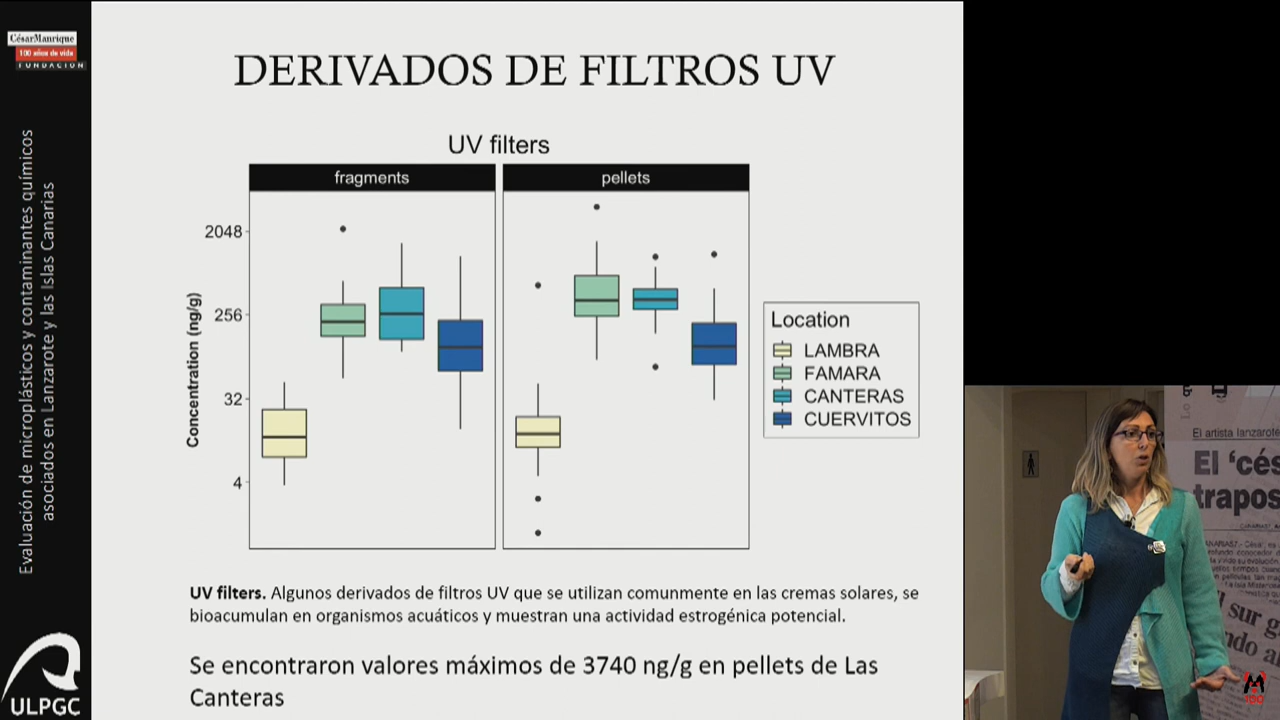 CésarManrique
100 años de vida
FUNDACIÓN
Evaluación de microplásticos y contaminantes químicos
asociados en Lanzarote y las Islas Canarias
ULPGC
DERIVADOS DE FILTROS UV
UV filters
fragments
pellets
Concentration (ng/g)
2048
256
32
4
Location
LAMBRA
FAMARA
CANTERAS
CUERVITOS
UV filters. Algunos derivados de filtros UV que se utilizan comunmente en las cremas solares, se
bioacumulan en organismos acuáticos y muestran una actividad estrogénica potencial.
Se encontraron valores máximos de 3740 ng/g en pellets de Las
Canteras
El artista lanzarote
El ‘cés
trapos